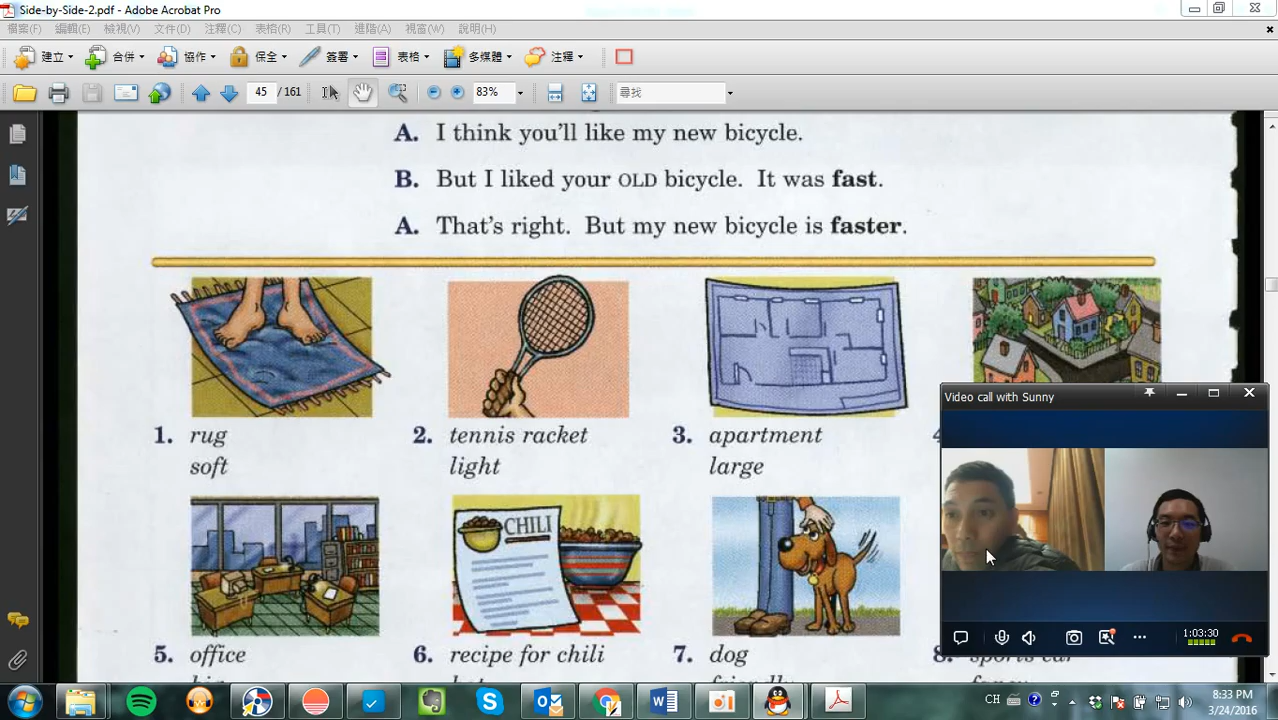 Side-by-Side-2.pdf - Adobe Acrobat Pro
檔案(F) 編輯(E) 檢視(V) 文件(D) 注釋(C) 表格(R) 工具(T) 進階(A) 視窗(W) 說明(H)
建立 合併 協作 保全 簽署 表格 多媒體 注釋
45 / 161 83% 尋找
A. I think you'll like my new bicycle.
B. But I liked your OLD bicycle. It was fast.
A. That's right. But my new bicycle is faster.
CHILI
1. rug
soft
2. tennis racket
light
3. apartment
large
Video call with Sunny
1:03:30
5. office
6. recipe for chili
7. dog
8. sports car
friendly
fancy
CH
8:33 PM
3/24/2016